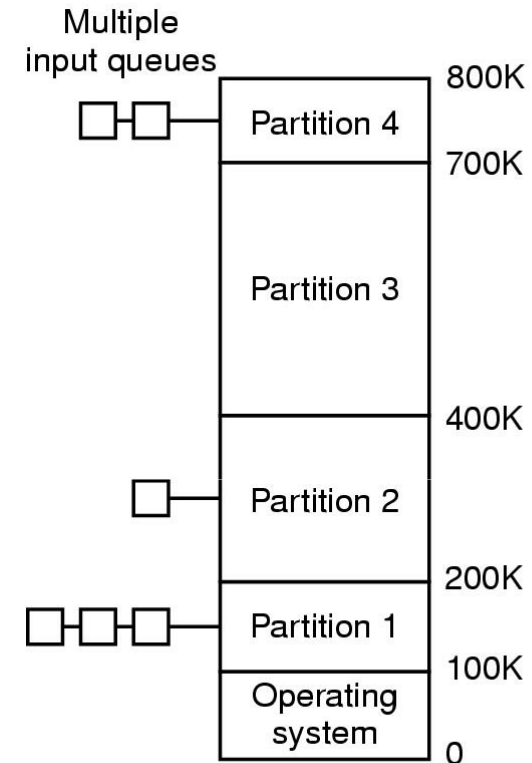 Multiple
input queues
800K
Partition 4
700K
Partition 3
400K
Partition 2
200K
Partition 1
100K
Operating
system
0